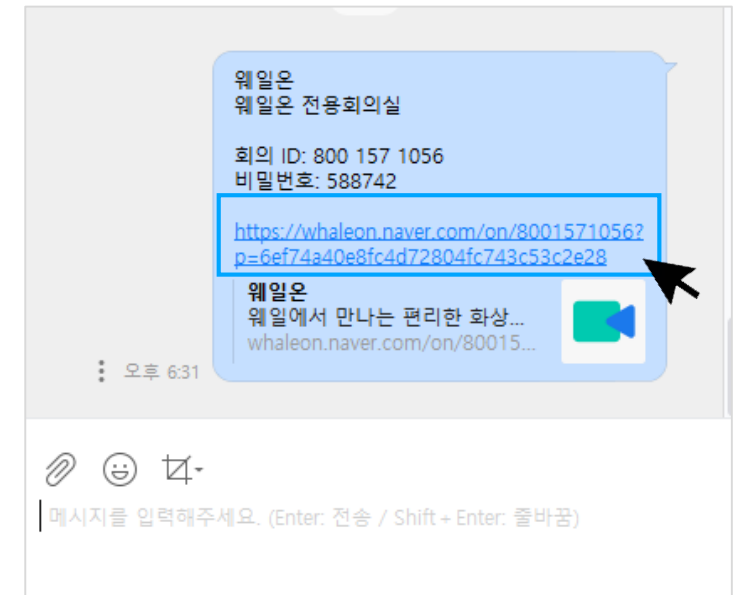 웨일온
웨일온 전용회의실
회의 ID: 800 157 1056
비밀번호: 588742
https://whaleon.naver.com/on/8001571056?
p=6ef74a40e8fc4d72804fc743c53c2e28
웨일온
웨일에서 만나는 편리한 화상...
whaleon.naver.com/on/80015...
오후 6:31
메시지를 입력해주세요. (Enter: 전송 / Shift + Enter: 줄바꿈)